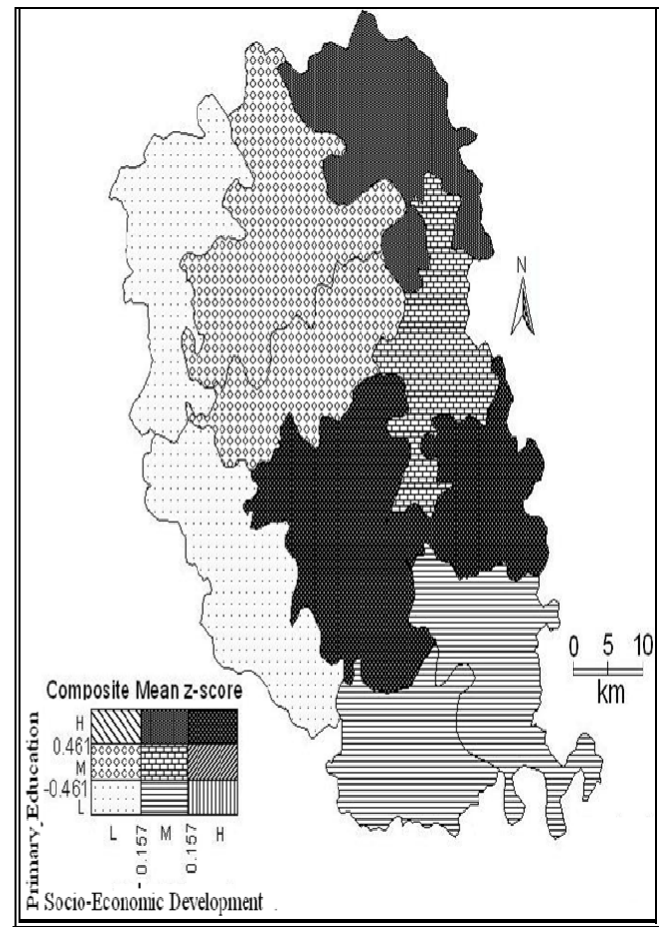 N
0 5 10
km
Composite Mean z-score
Primary Education
H
0.461
M
-0.461
L
L M H
- 0.157
0.157
Socio-Economic Development